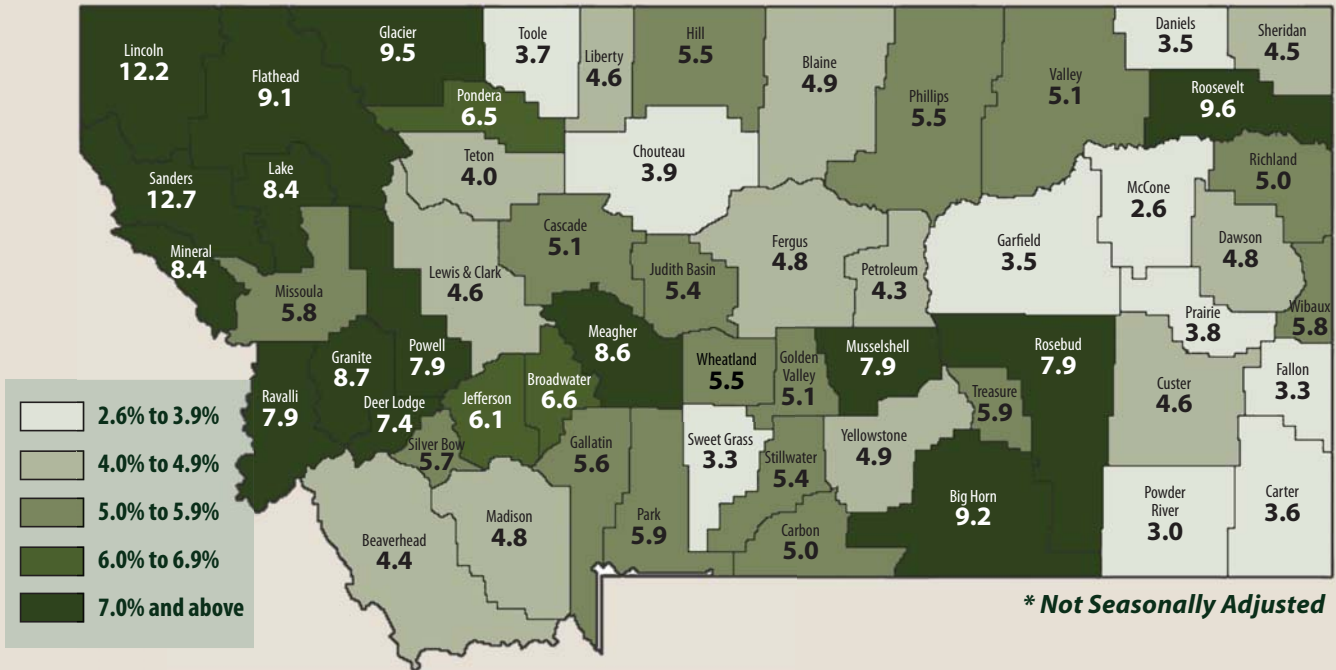 Lincoln
12.2
Flathead
9.1
Glacier
9.5
Toole
3.7
Liberty
4.6
Hill
5.5
Blaine
4.9
Phillips
5.5
Valley
5.1
Daniels
3.5
Sheridan
4.5
Roosevelt
9.6
Pondera
6.5
Teton
4.0
Chouteau
3.9
Sanders
12.7
Lake
8.4
Mineral
8.4
Missoula
5.8
Lewis & Clark
4.6
Cascade
5.1
Judith Basin
5.4
Fergus
4.8
Petroleum
4.3
Garfield
3.5
McCone
2.6
Richland
5.0
Dawson
4.8
Wibaux
5.8
Prairie
3.8
Ravalli
7.9
Granite
8.7
Powell
7.9
Deer Lodge
7.4
Silver Bow
5.7
Jefferson
6.1
Broadwater
6.6
Meagher
8.6
Wheatland
5.5
Golden
Valley
5.1
Musselshell
7.9
Rosebud
7.9
Treasure
5.9
Custer
4.6
Fallon
3.3
Beaverhead
4.4
Madison
4.8
Gallatin
5.6
Park
5.9
Sweet Grass
3.3
Stillwater
5.4
Carbon
5.0
Yellowstone
4.9
Big Horn
9.2
Powder
River
3.0
Carter
3.6
2.6% to 3.9%
4.0% to 4.9%
5.0% to 5.9%
6.0% to 6.9%
7.0% and above
* Not Seasonally Adjusted